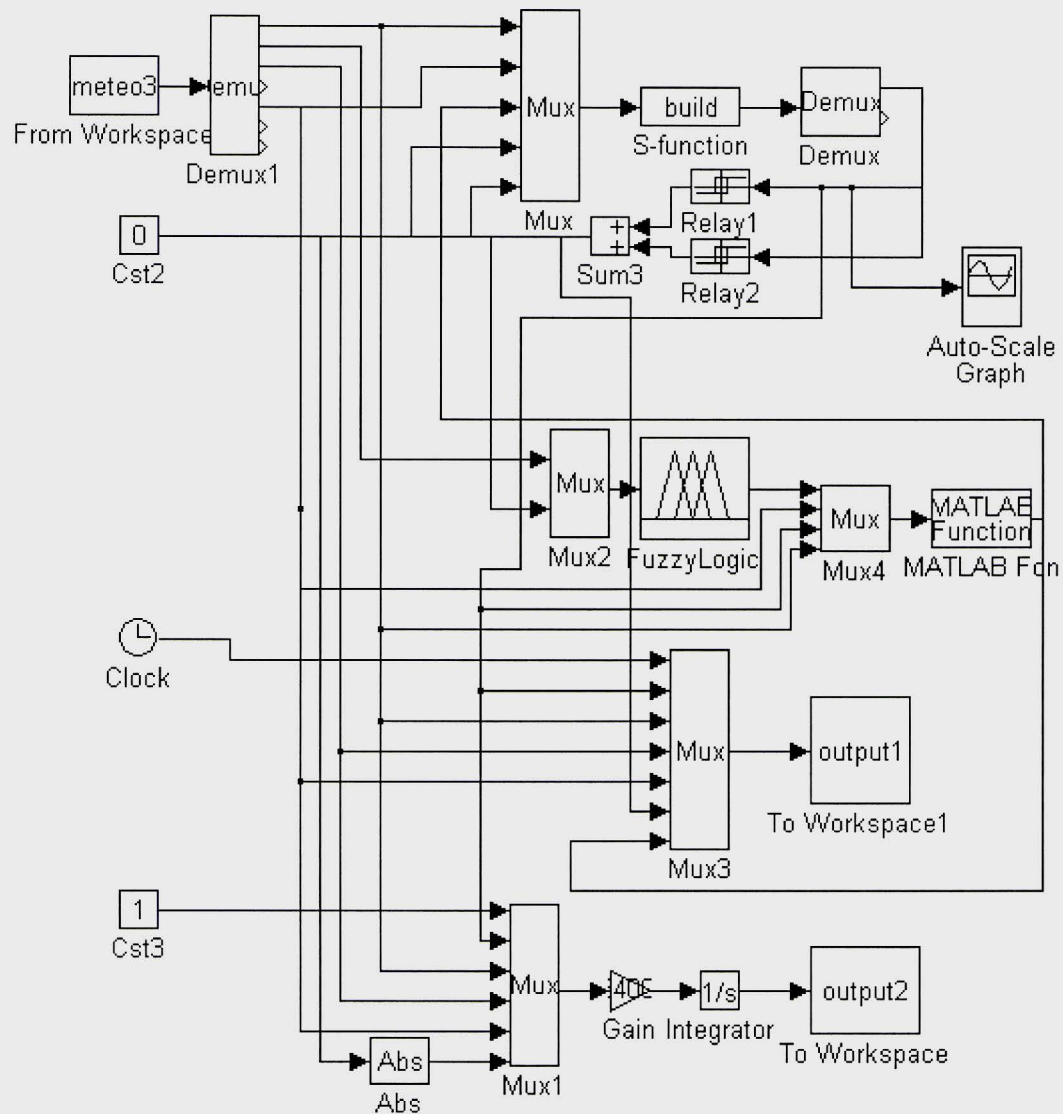 meteo3
From Workspace
emu
Demux1
Mux
Mux
build
S-function
Demux
Demux
Relay1
Relay2
+
+
Sum3
0
Cst2
Auto-Scale
Graph
Mux
Mux2
FuzzyLogic
Mux
Mux4
MATLAB
Function
MATLAB Fcn
Clock
Mux
Mux3
output1
To Workspace1
1
Cst3
Mux
Mux1
Gain
1/s
Integrator
output2
To Workspace
Abs
Abs